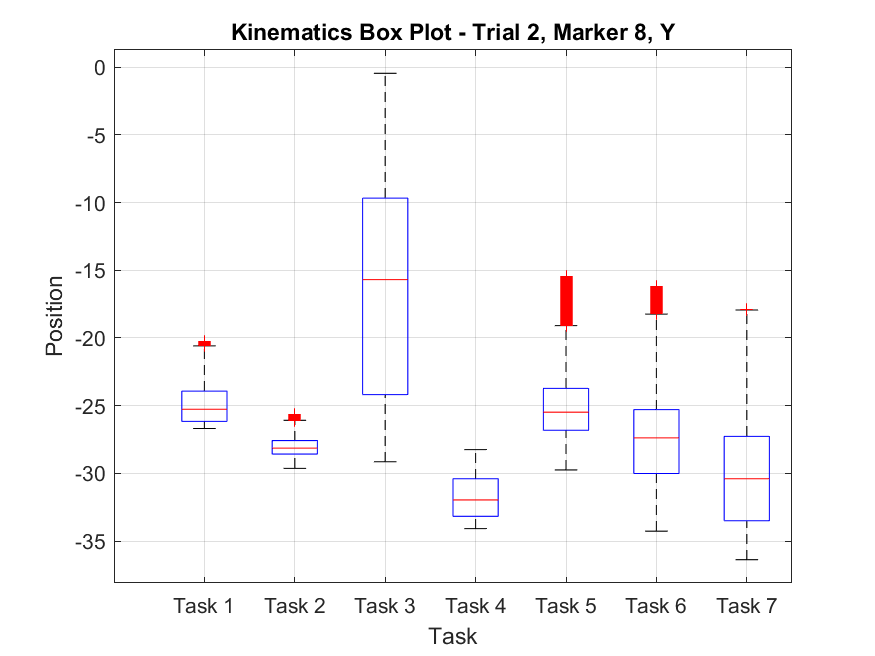 Kinematics Box Plot - Trial 2, Marker 8, Y
0
-5
-10
-15
-20
-25
-30
-35
Position
Task 1 Task 2 Task 3 Task 4 Task 5 Task 6 Task 7
Task